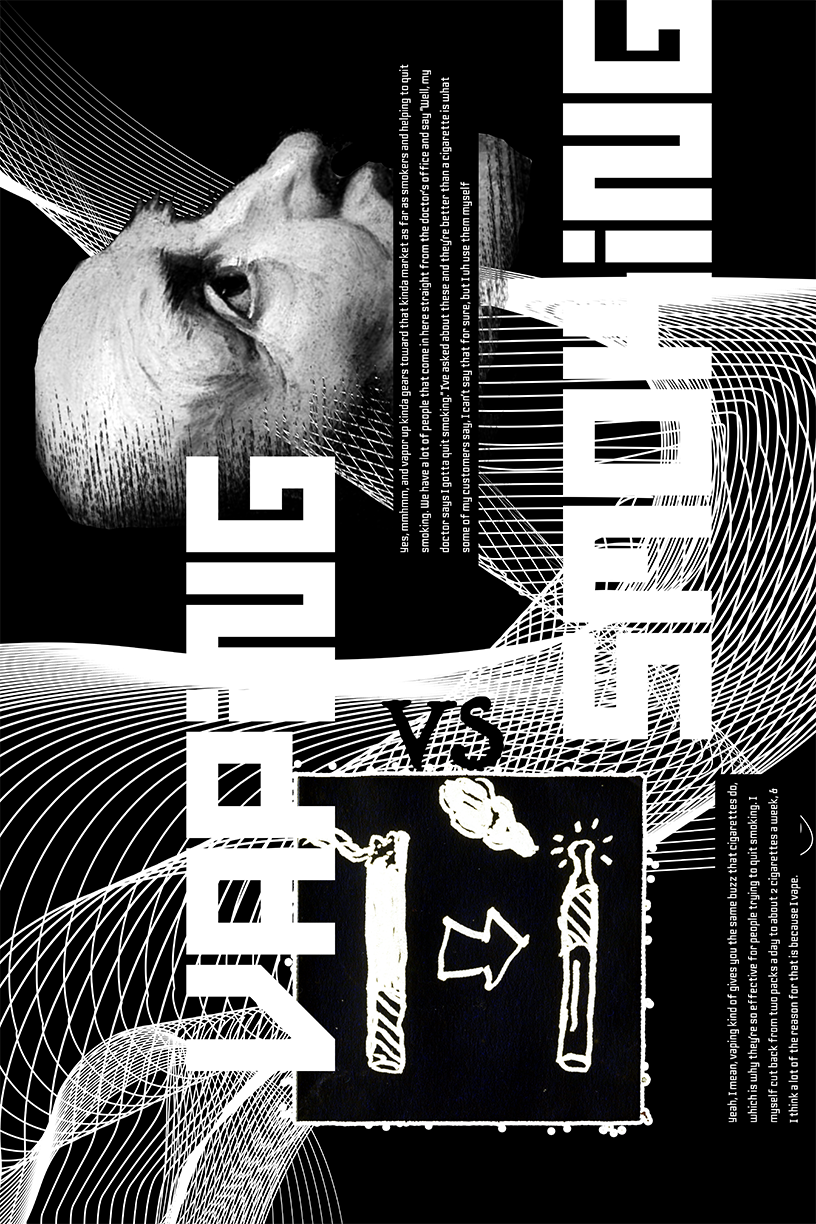 VAPING
VS
SMOKING
yes, mmhmm, and vapor up kinda gears toward that kinda market as far as smokers and helping to quit
smoking. We have a lot of people that come in here straight from the doctor's office and say "Well, my
doctor says I gotta quit smoking." I've asked about these and they're better than a cigarette is what
some of my customers say. I can't say that for sure, but I uh use them myself
Yeah, I mean, vaping kind of gives you the same buzz that cigarettes do,
which is why they're so effective for people trying to quit smoking. I
myself cut back from two packs a day to about 2 cigarettes a week, &
I think a lot of the reason for that is because I vape.